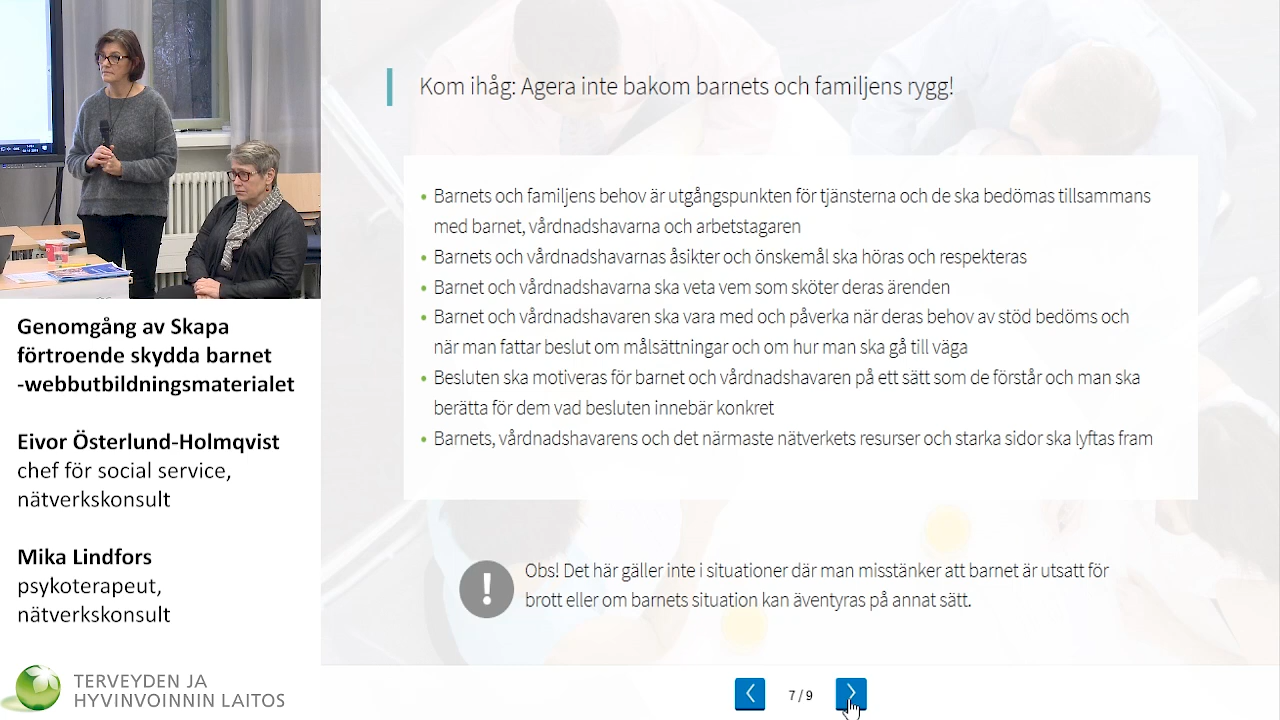 Kom ihåg: Agera inte bakom barnets och familjens rygg!
• Barnets och familjens behov är utgångspunkten för tjänsterna och de ska bedömas tillsammans
med barnet, vårdnadshavarna och arbetstagaren
• Barnets och vårdnadshavarnas åsikter och önskemål ska höras och respekteras
• Barnet och vårdnadshavarna ska veta vem som sköter deras ärenden
• Barnet och vårdnadshavaren ska vara med och påverka när deras behov av stöd bedöms och
när man fattar beslut om målsättningar och om hur man ska gå till väga
• Besluten ska motiveras för barnet och vårdnadshavaren på ett sätt som de förstår och man ska
berätta för dem vad besluten innebär konkret
• Barnets, vårdnadshavarens och det närmaste nätverkets resurser och starka sidor ska lyftas fram
!
Obs! Det här gäller inte i situationer där man misstänker att barnet är utsatt för
brott eller om barnets situation kan äventyras på annat sätt.
7 / 9
Genomgång av Skapa
förtroende skydda barnet
-webbutbildningsmaterialet
Eivor Österlund-Holmqvist
chef för social service,
nätverkskonsult
Mika Lindfors
psykoterapeut,
nätverkskonsult
TERVEYDEN JA
HYVINVOINNIN LAITOS